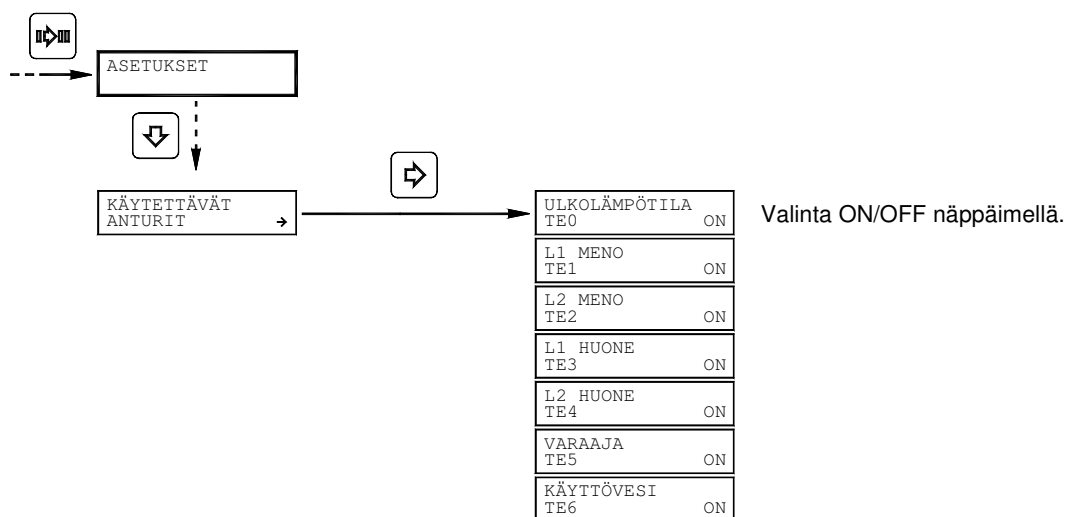 ASETUKSET
KÄYTETTÄVÄT
ANTURIT →
ULKOLÄMPÖTILA
TE0 ON
Valinta ON/OFF näppäimellä.
L1 MENO
TE1 ON
L2 MENO
TE2 ON
L1 HUONE
TE3 ON
L2 HUONE
TE4 ON
VARAAJA
TE5 ON
KÄYTTÖVESI
TE6 ON